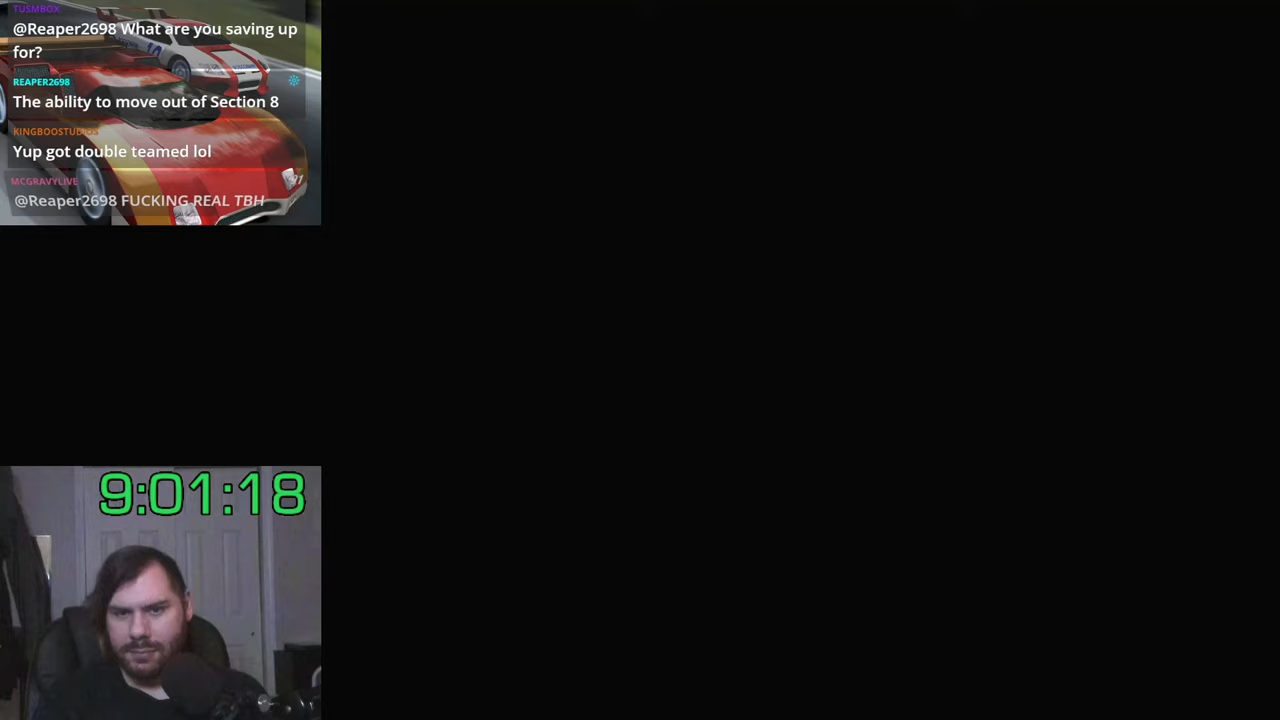 TUSMBOX
@Reaper2698 What are you saving up
for?
REAPER2698
The ability to move out of Section 8
KINGBOOSTUDIOS
Yup got double teamed lol
MCGRAVYLIVE
@Reaper2698 FUCKING REAL TBH
9:01:18